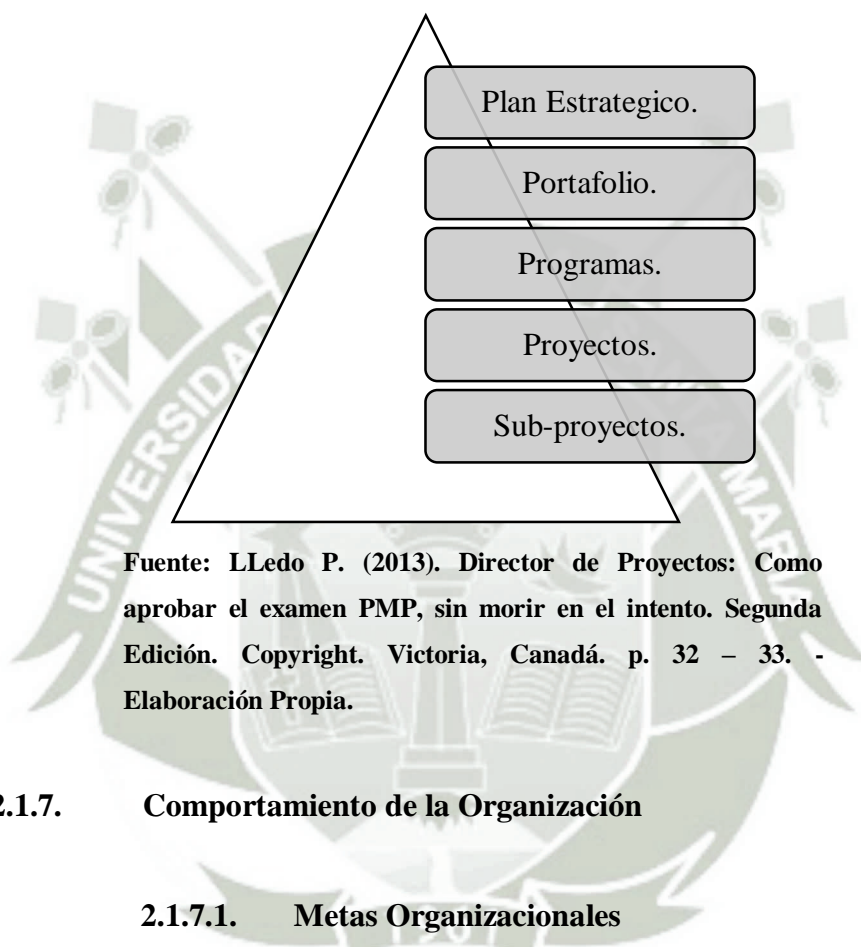 Plan Estrategico.
Portafolio.
Programas.
Proyectos.
Sub-proyectos.
Fuente: LLedo P. (2013). Director de Proyectos: Como
aprobar el examen PMP, sin morir en el intento. Segunda
Edición. Copyright. Victoria, Canadá. p. 32 – 33. -
Elaboración Propia.
2.1.7. Comportamiento de la Organización
2.1.7.1. Metas Organizacionales
UNIVERSIDAD
MARIA